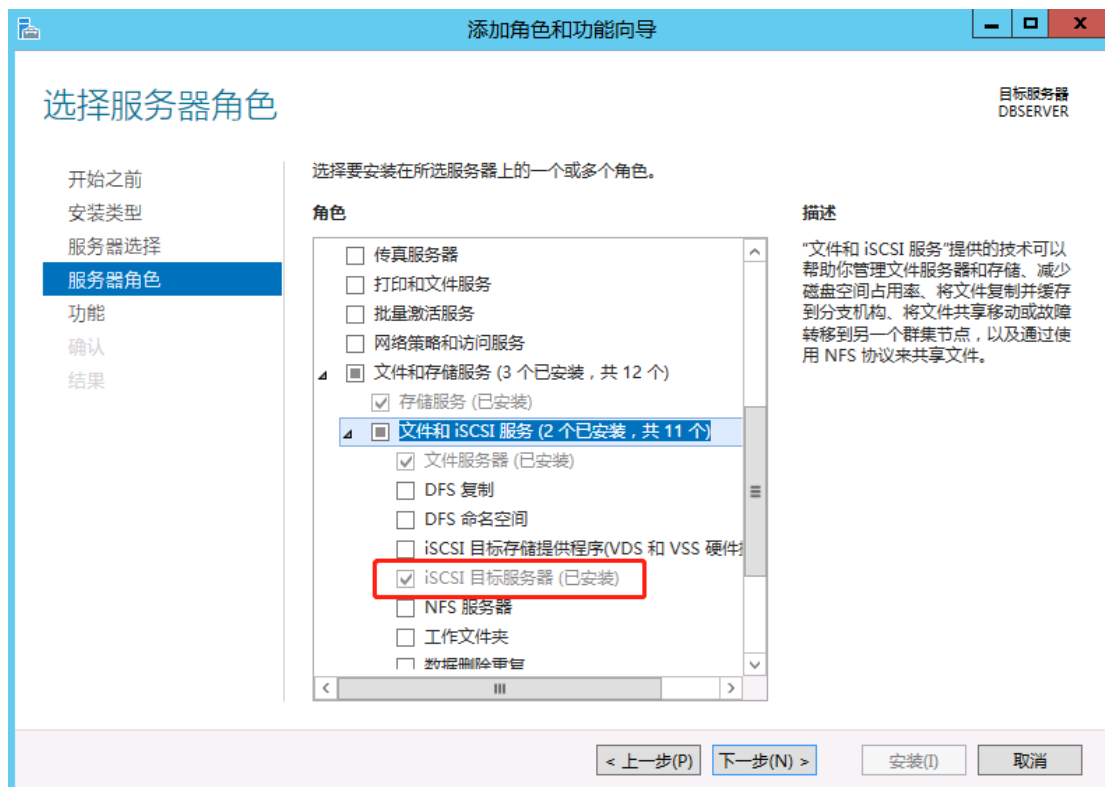 添加角色和功能向导
选择服务器角色
目标服务器
DBSERVER
开始之前
安装类型
服务器选择
服务器角色
功能
确认
结果
选择要安装在所选服务器上的一个或多个角色。
角色
传真服务器
打印和文件服务
批量激活服务
网络策略和访问服务
文件和存储服务 (3 个已安装，共 12 个)
存储服务 (已安装)
文件和 iSCSI 服务 (2 个已安装，共 11 个)
文件服务器 (已安装)
DFS 复制
DFS 命名空间
iSCSI 目标存储提供程序(VDS 和 VSS 硬件
iSCSI 目标服务器 (已安装)
NFS 服务器
工作文件夹
数据删除重复
描述
“文件和 iSCSI 服务”提供的技术可以
帮助你管理文件服务器和存储、减少
磁盘空间占用率、将文件复制并缓存
到分支机构、将文件共享移动或故障
转移到另一个群集节点，以及通过使
用 NFS 协议来共享文件。
< 上一步(P)
下一步(N) >
安装(I)
取消